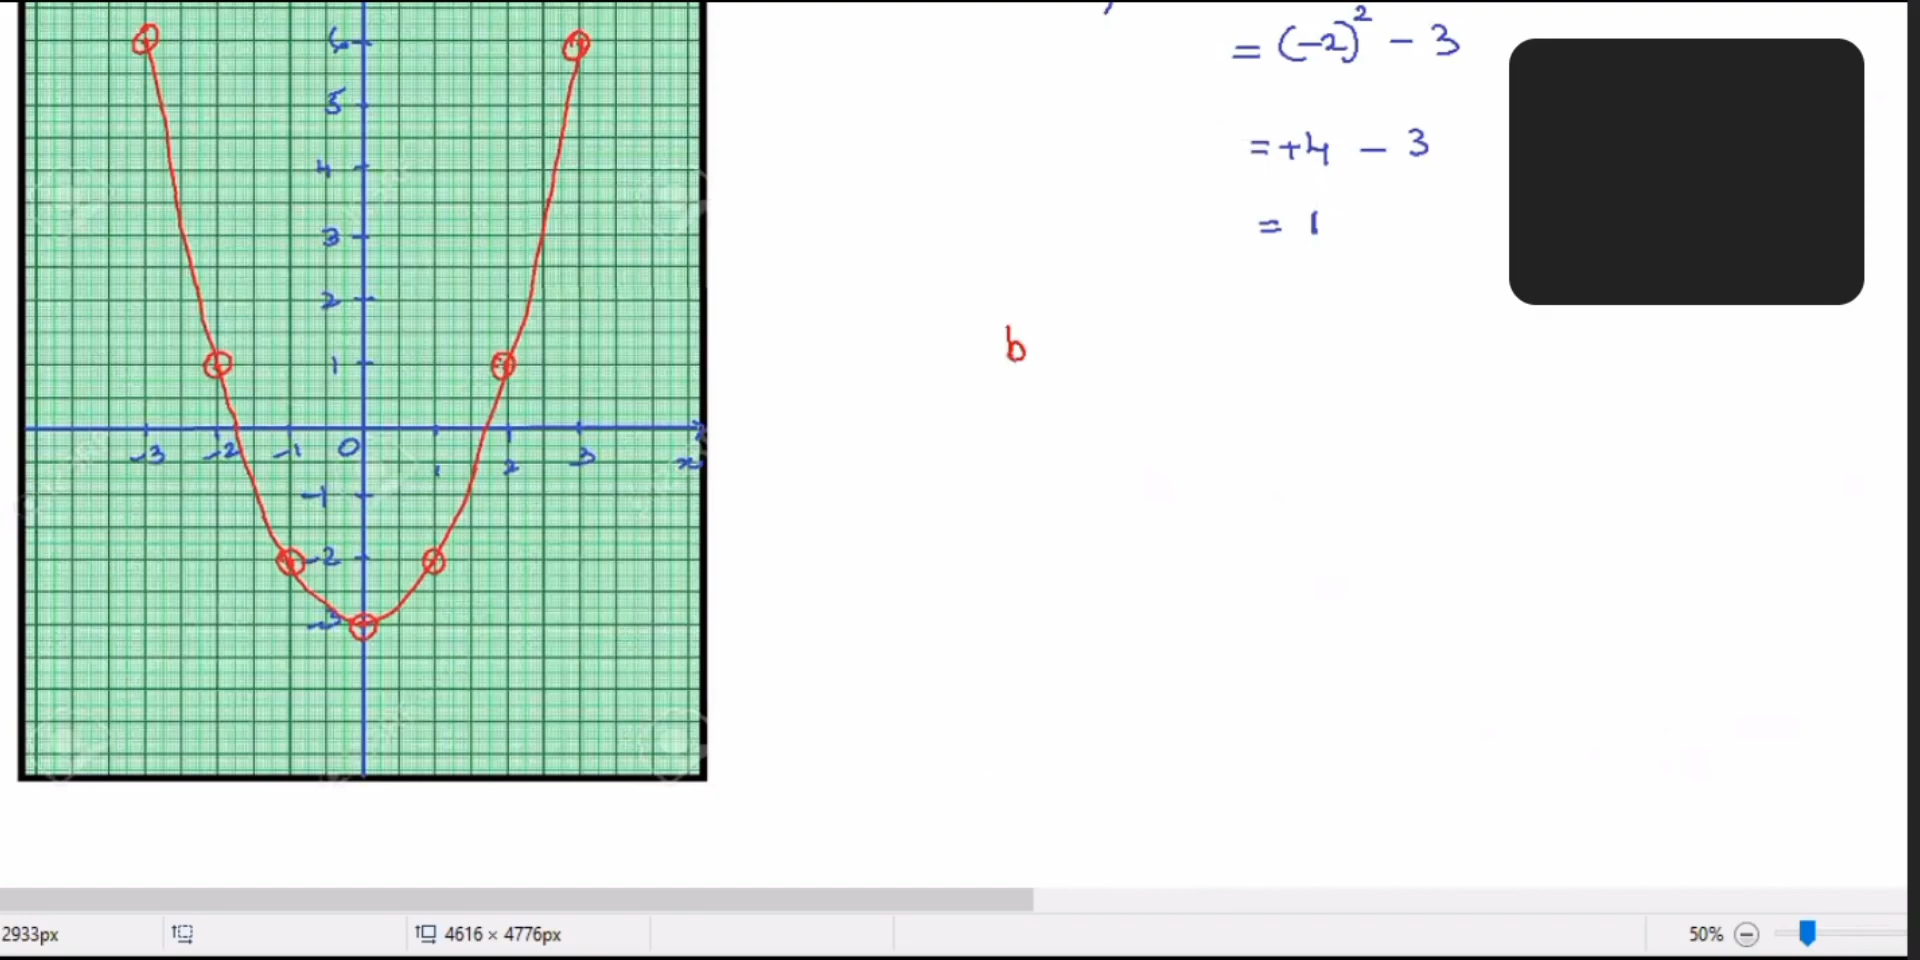 6
5
4
3
2
1
-3 -2 -1 0 1 2 3 x
-1
-2
-3
= (-2)² - 3
= +4 - 3
= 1
b
2933px
4616 × 4776px
50%